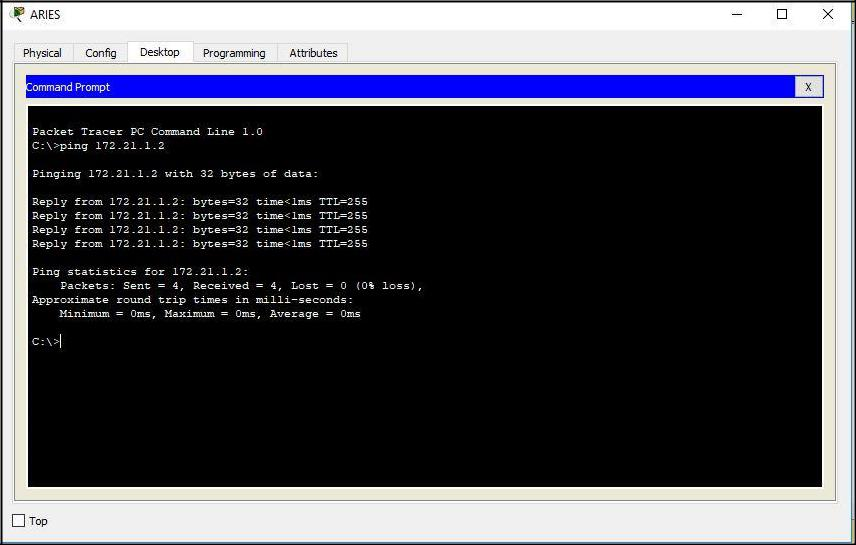 ARIES
Physical Config Desktop Programming Attributes
Command Prompt X
Packet Tracer PC Command Line 1.0
C:\>ping 172.21.1.2
Pinging 172.21.1.2 with 32 bytes of data:
Reply from 172.21.1.2: bytes=32 time<1ms TTL=255
Reply from 172.21.1.2: bytes=32 time<1ms TTL=255
Reply from 172.21.1.2: bytes=32 time<1ms TTL=255
Reply from 172.21.1.2: bytes=32 time<1ms TTL=255
Ping statistics for 172.21.1.2:
Packets: Sent = 4, Received = 4, Lost = 0 (0% loss),
Approximate round trip times in milli-seconds:
Minimum = 0ms, Maximum = 0ms, Average = 0ms
C:\>
Top